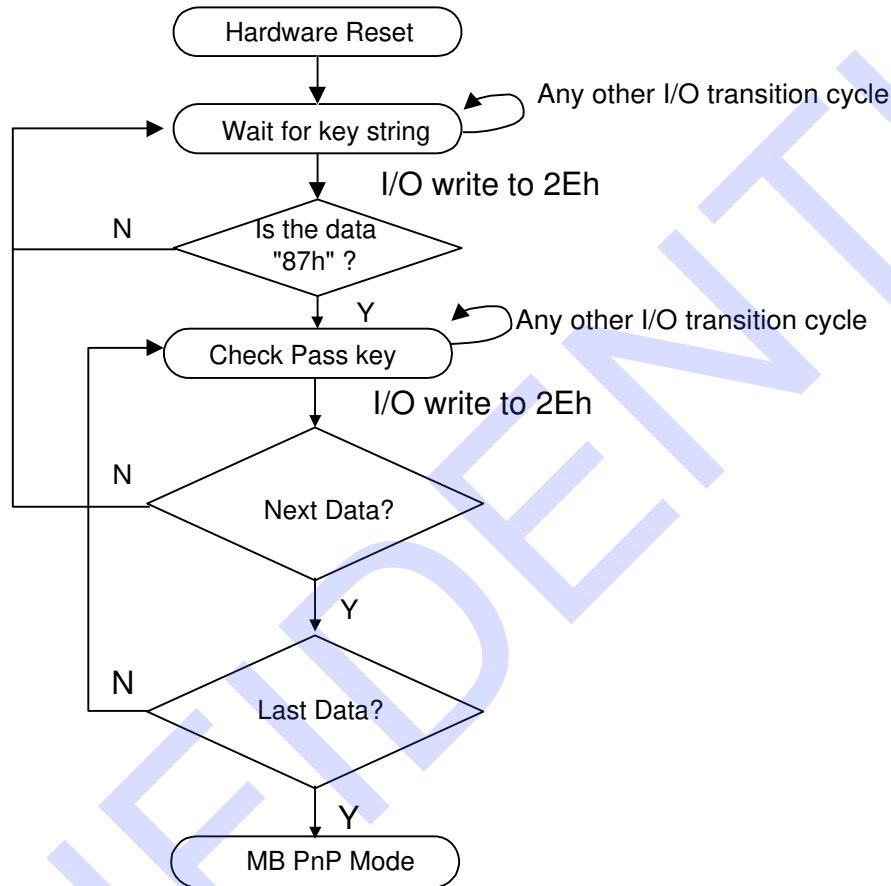 Hardware Reset
Any other I/O transition cycle
Wait for key string
I/O write to 2Eh
N
Is the data
"87h" ?
Y
Any other I/O transition cycle
Check Pass key
I/O write to 2Eh
N
Next Data?
Y
N
Last Data?
Y
MB PnP Mode